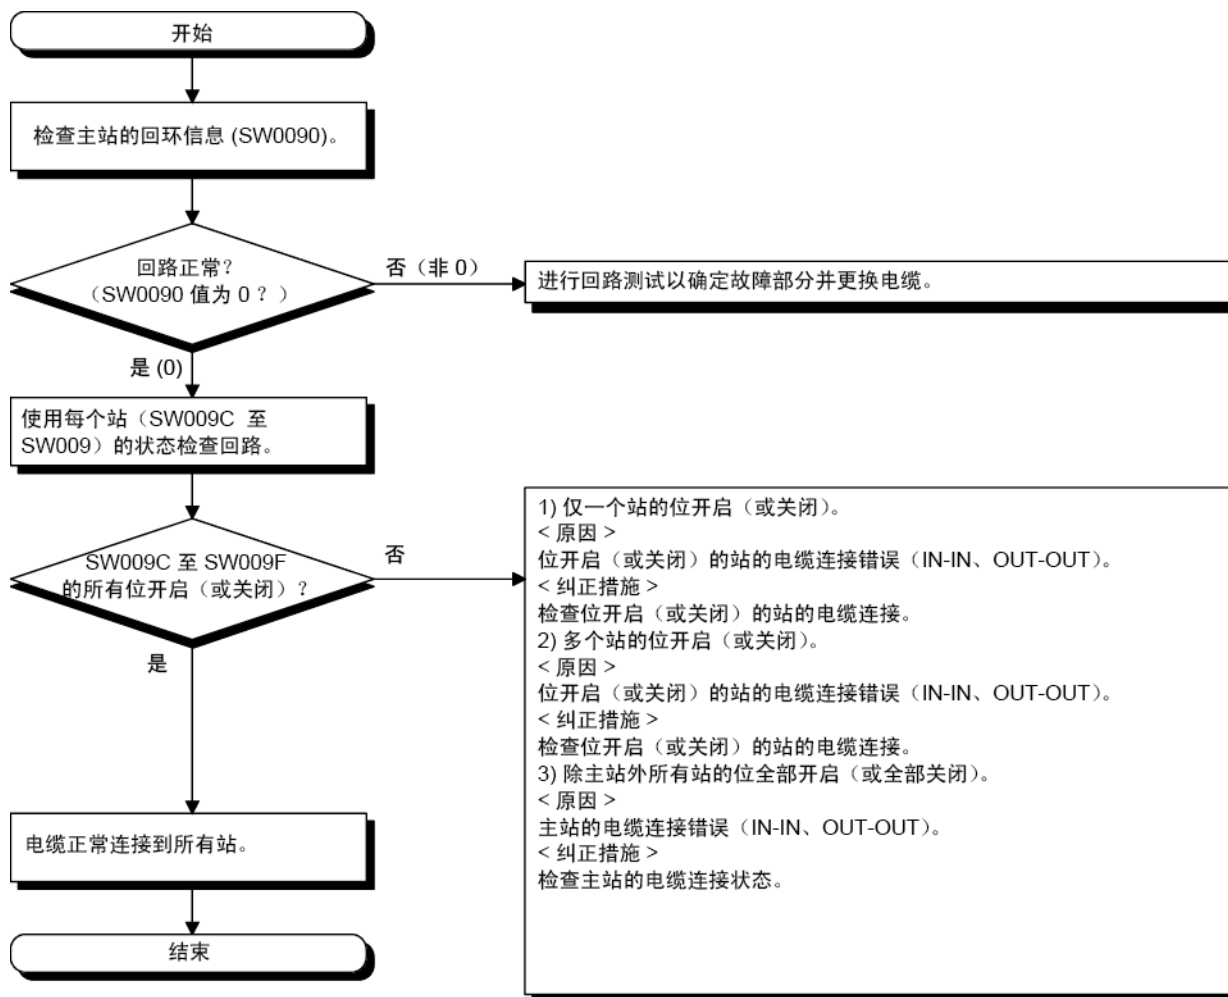 开始
检查主站的回环信息 (SW0090)。
回路正常？
（SW0090 值为 0 ？）
否（非 0）
进行回路测试以确定故障部分并更换电缆。
是 (0)
使用每个站（SW009C 至
SW009）的状态检查回路。
SW009C 至 SW009F
的所有位开启（或关闭）？
否
是
1) 仅一个站的位开启（或关闭）。
< 原因 >
位开启（或关闭）的站的电缆连接错误（IN-IN、OUT-OUT）。
< 纠正措施 >
检查位开启（或关闭）的站的电缆连接。
2) 多个站的位开启（或关闭）。
< 原因 >
位开启（或关闭）的站的电缆连接错误（IN-IN、OUT-OUT）。
< 纠正措施 >
检查位开启（或关闭）的站的电缆连接。
3) 除主站外所有站的位全部开启（或全部关闭）。
< 原因 >
主站的电缆连接错误（IN-IN、OUT-OUT）。
< 纠正措施 >
检查主站的电缆连接状态。
电缆正常连接到所有站。
结束